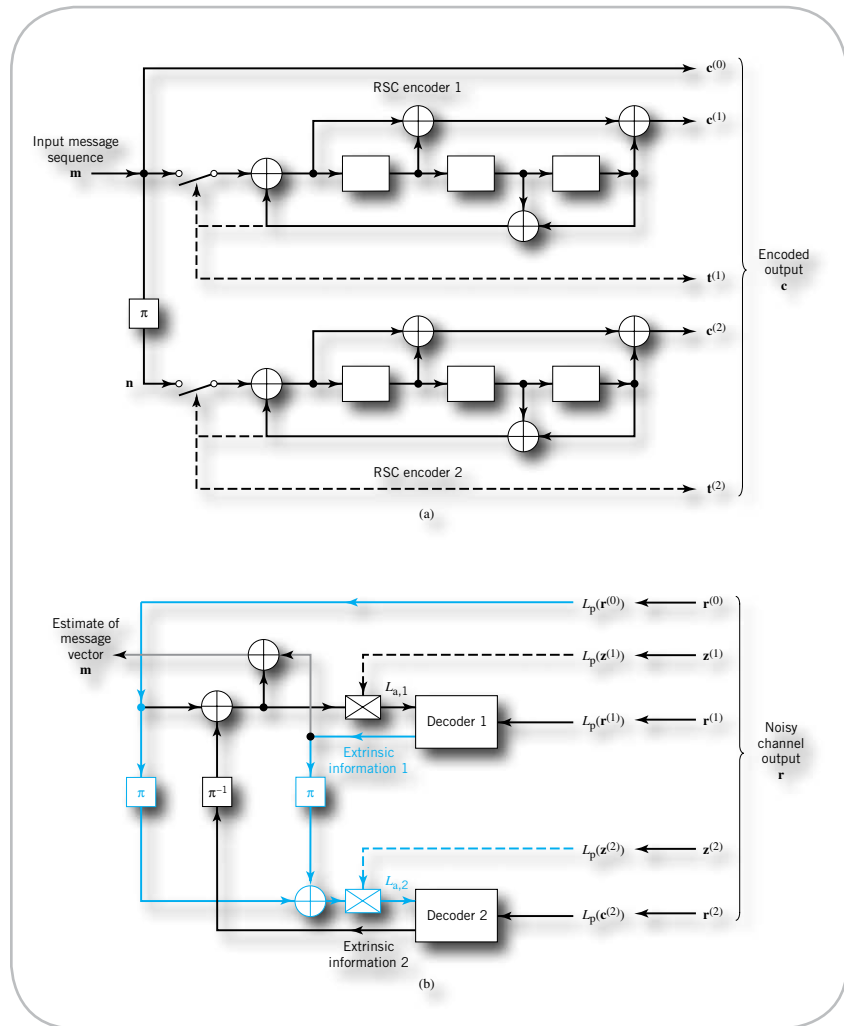 c(0)
RSC encoder 1
c(1)
Input message
sequence
m
t(1)
Encoded
output
c
π
c(2)
n
RSC encoder 2
t(2)
(a)
Lp(r(0))
r(0)
Estimate of
message
vector
m
Lp(z(1))
z(1)
La,1
Decoder 1
Lp(r(1))
r(1)
Noisy
channel
output
r
Extrinsic
information 1
π
π−1
π
Lp(z(2))
z(2)
La,2
Decoder 2
Lp(c(2))
r(2)
Extrinsic
information 2
(b)